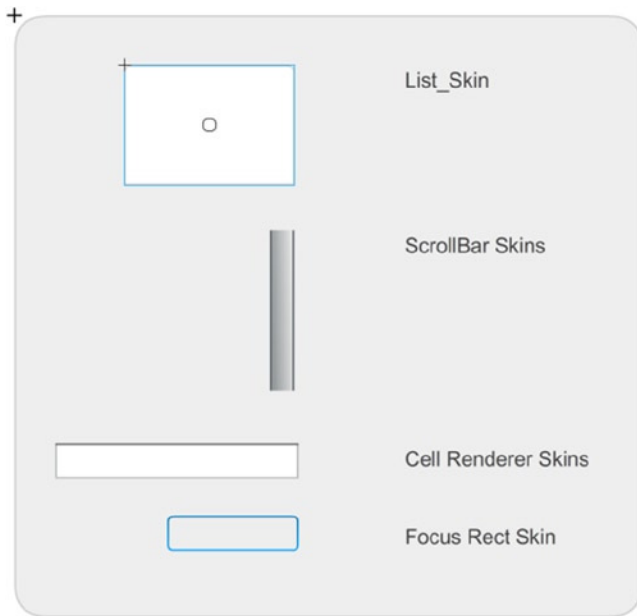 List_Skin
ScrollBar Skins
Cell Renderer Skins
Focus Rect Skin